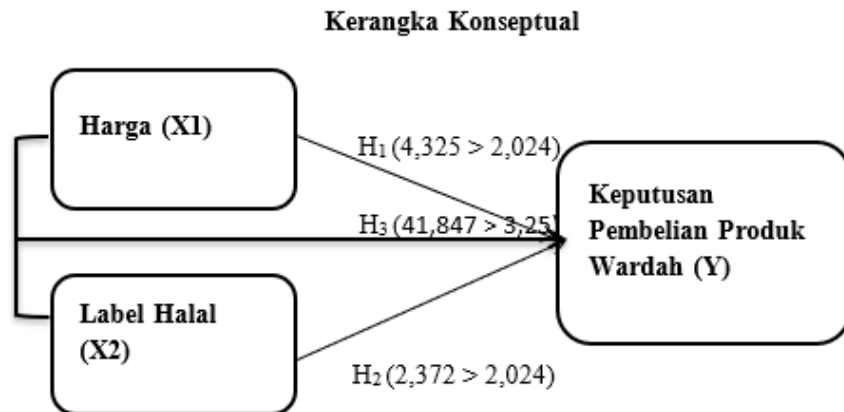 Kerangka Konseptual
Harga (X1)
H₁ (4,325 > 2,024)
Keputusan
Pembelian Produk
Wardah (Y)
H₃ (41,847 > 3,25)
Label Halal
(X2)
H₂ (2,372 > 2,024)